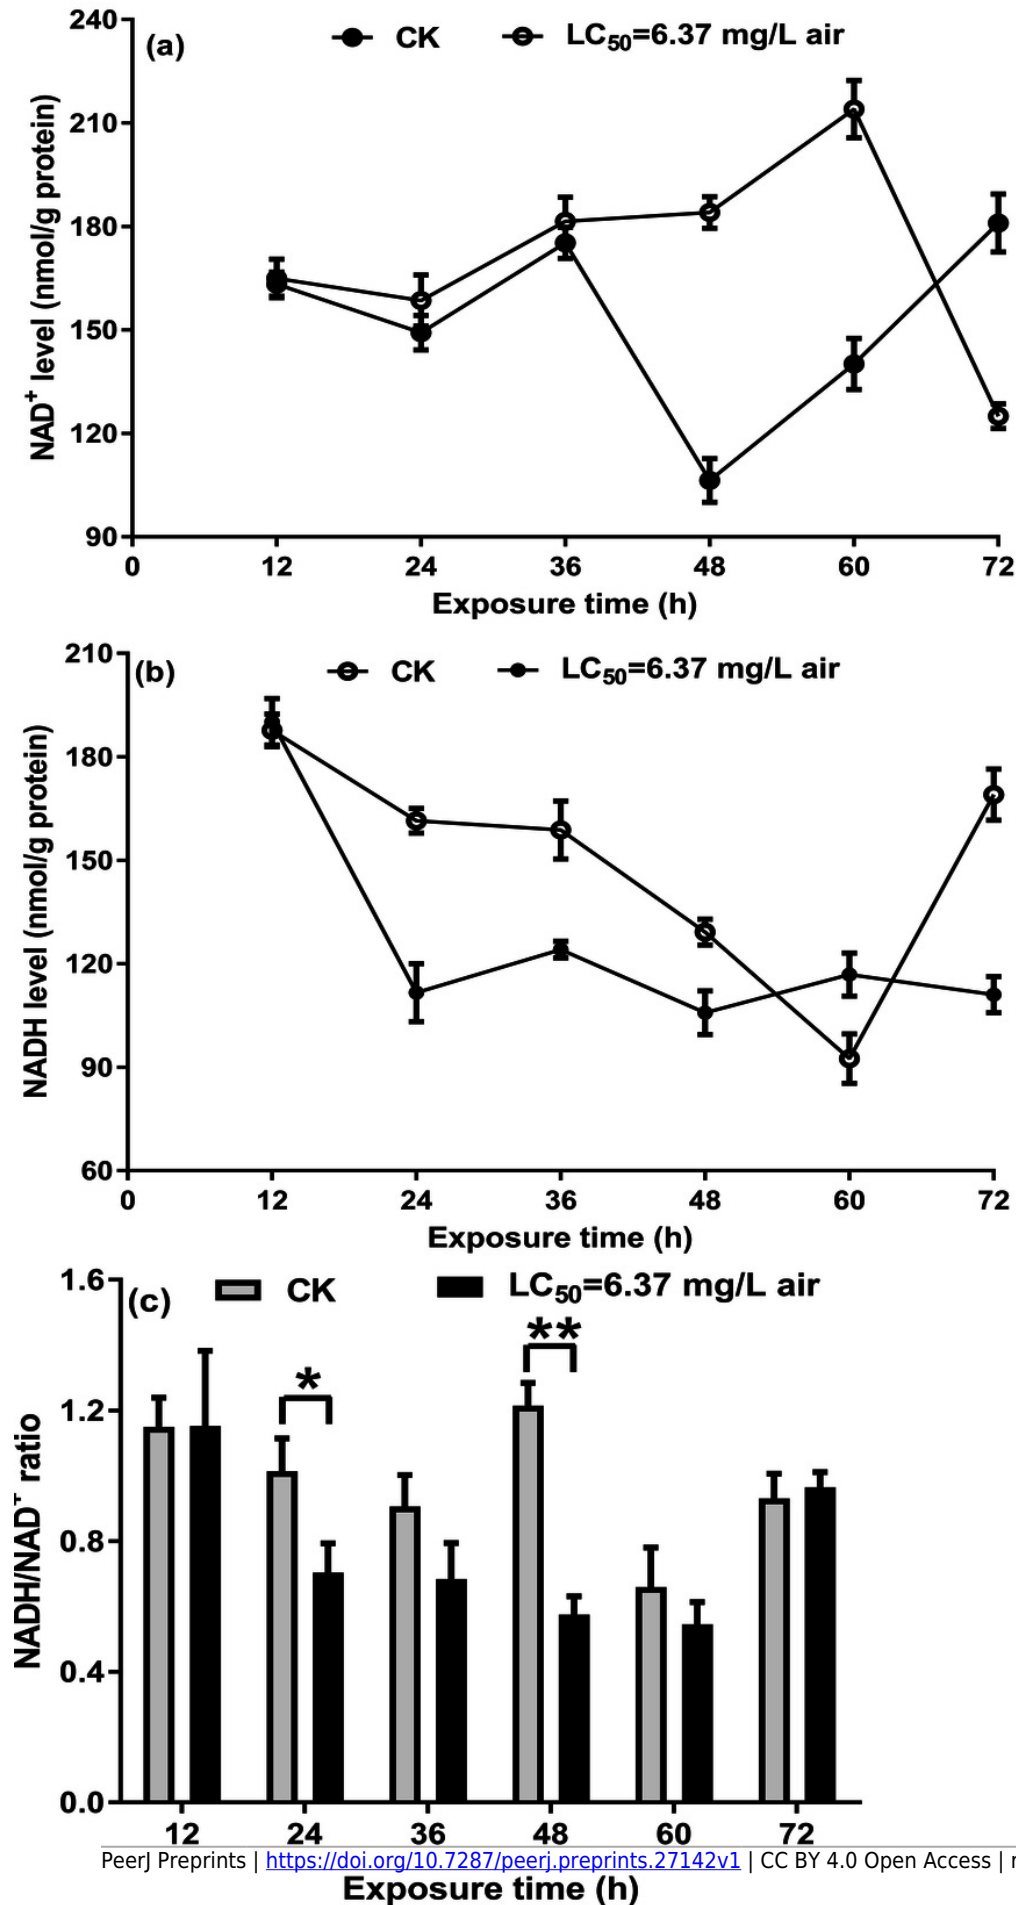 (a) CK LC50=6.37 mg/L air
240
210
180
150
120
90
NAD+ level (nmol/g protein)
0 12 24 36 48 60 72
Exposure time (h)
(b) CK LC50=6.37 mg/L air
210
180
150
120
90
60
NADH level (nmol/g protein)
0 12 24 36 48 60 72
Exposure time (h)
(c) CK LC50=6.37 mg/L air
1.6
1.2
0.8
0.4
0.0
NADH/NAD+ ratio
* **
12 24 36 48 60 72
PeerJ Preprints | https://doi.org/10.7287/peerj.preprints.27142v1 | CC BY 4.0 Open Access |
Exposure time (h)